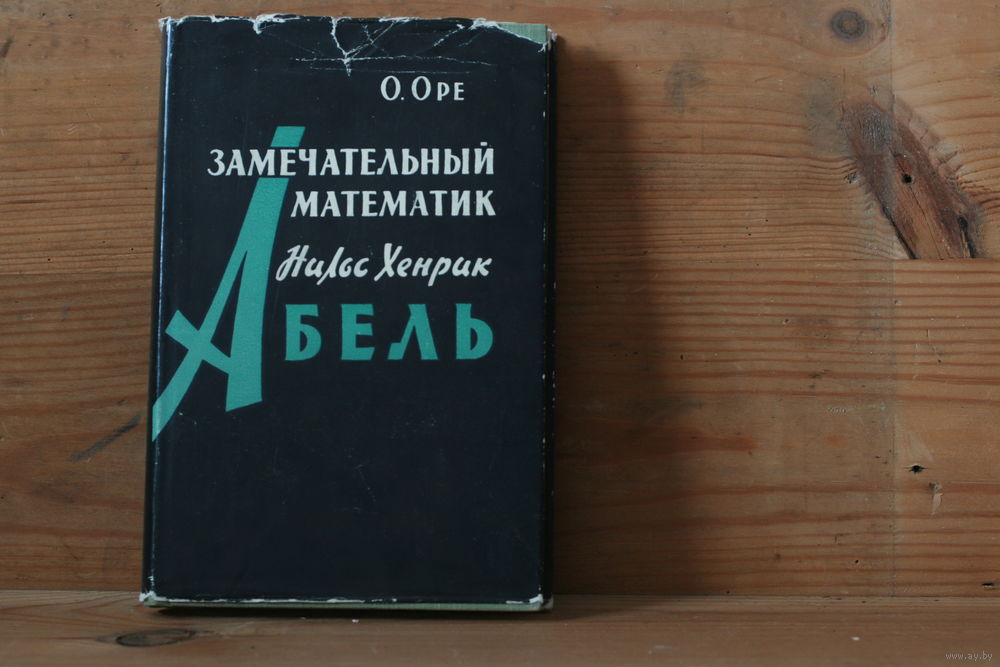 О. Оре
ЗАМЕЧАТЕЛЬНЫЙ
МАТЕМАТИК
Нильс Хенрик
АБЕЛЬ
www.ay.by